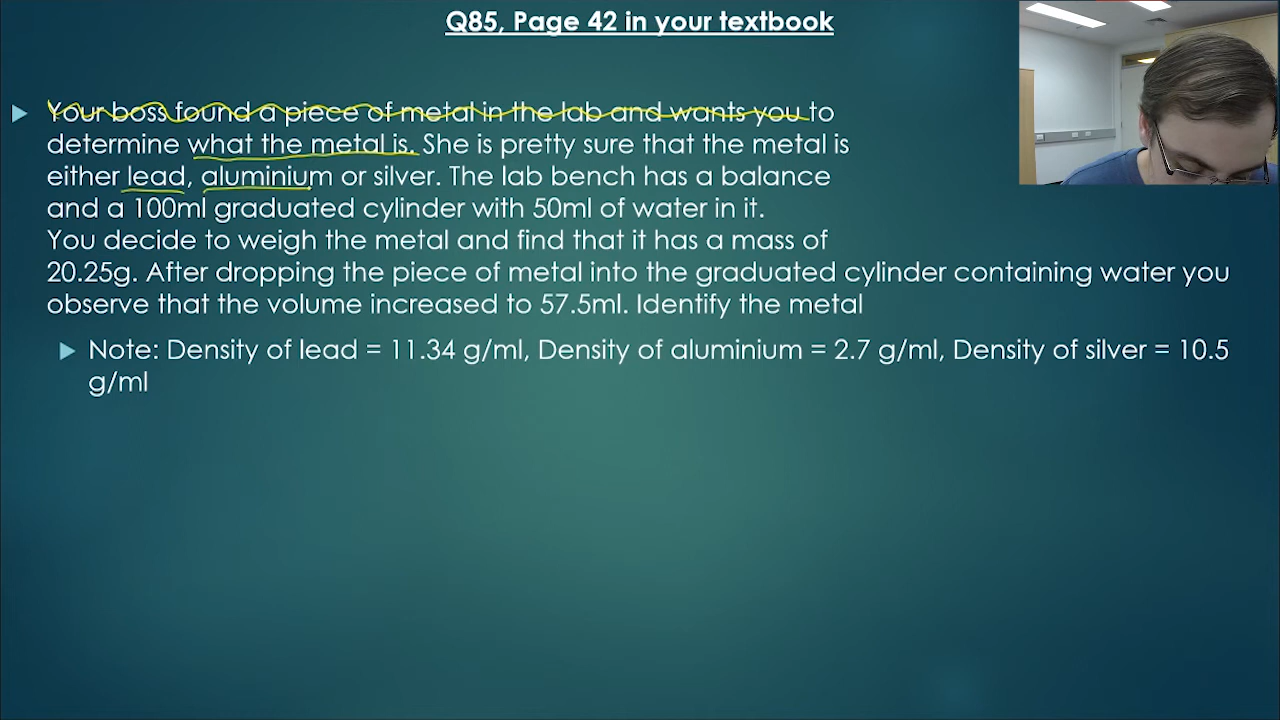 Q85, Page 42 in your textbook
Your boss found a piece of metal in the lab and wants you to
determine what the metal is. She is pretty sure that the metal is
either lead, aluminium or silver. The lab bench has a balance
and a 100ml graduated cylinder with 50ml of water in it.
You decide to weigh the metal and find that it has a mass of
20.25g. After dropping the piece of metal into the graduated cylinder containing water you
observe that the volume increased to 57.5ml. Identify the metal
Note: Density of lead = 11.34 g/ml, Density of aluminium = 2.7 g/ml, Density of silver = 10.5
g/ml